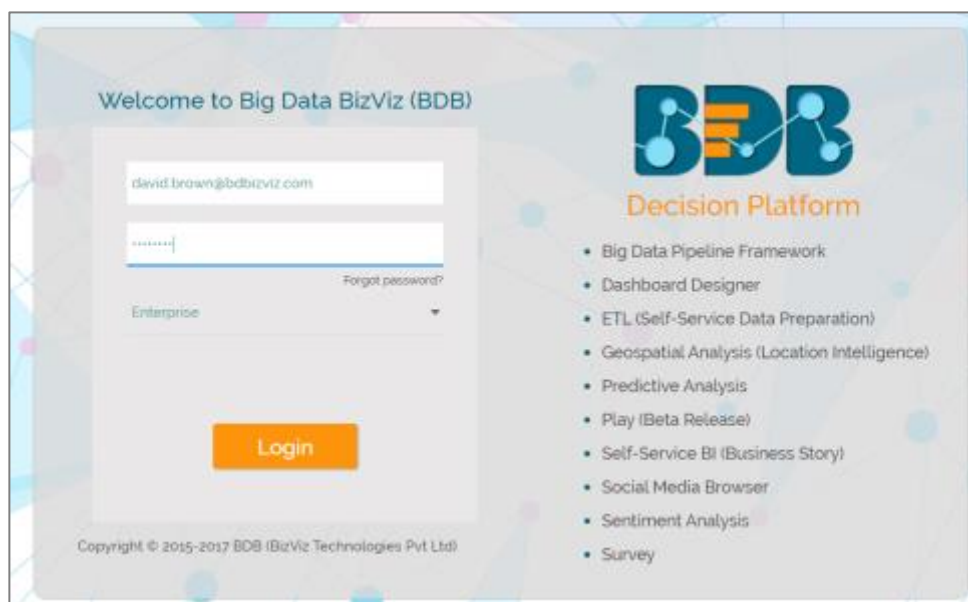 Welcome to Big Data BizViz (BDB)
david.brown@bdbizviz.com
········
Forgot password?
Enterprise
Login
Copyright © 2015-2017 BDB (BizViz Technologies Pvt Ltd)
BDB
Decision Platform
• Big Data Pipeline Framework
• Dashboard Designer
• ETL (Self-Service Data Preparation)
• Geospatial Analysis (Location Intelligence)
• Predictive Analysis
• Play (Beta Release)
• Self-Service BI (Business Story)
• Social Media Browser
• Sentiment Analysis
• Survey